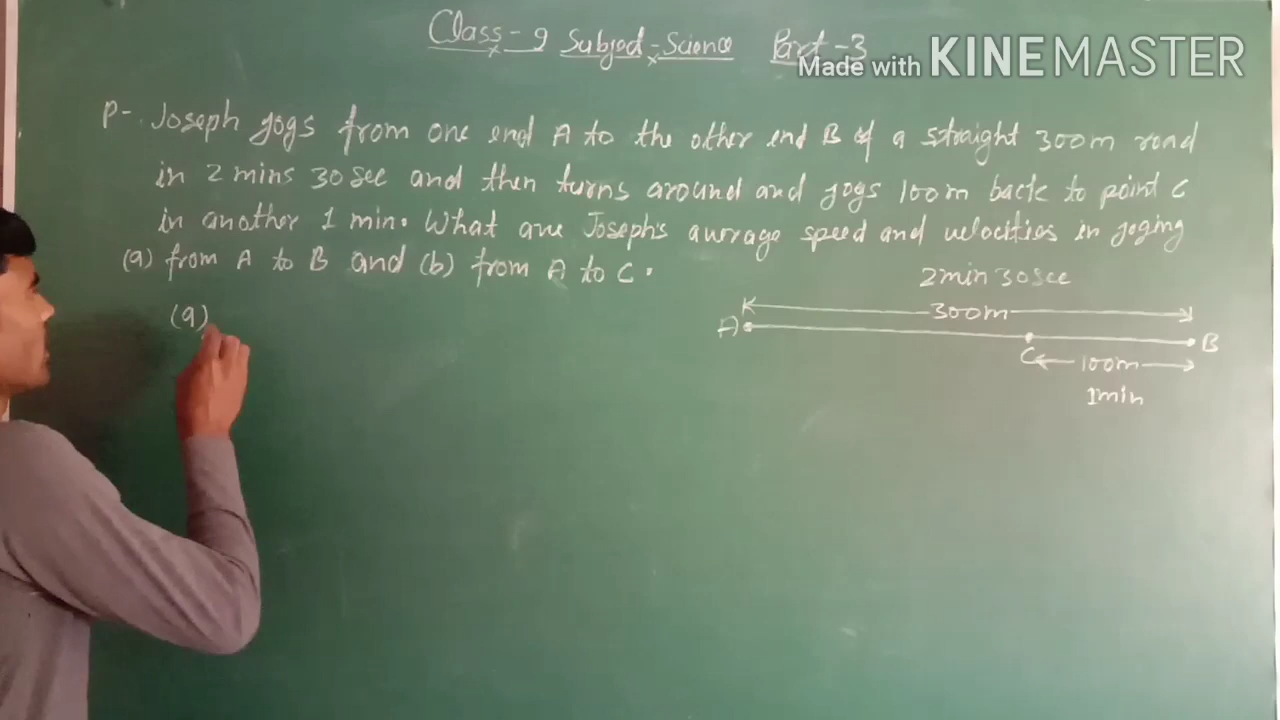 Class-9 Subject-Science Part-3
Made with KINEMASTER
P- Joseph jogs from one end A to the other end B of a straight 300m road
in 2 mins 30 sec and then turns around and jogs 100m back to point C
in another 1 min. What are Joseph's avrrage speed and velocities in joging
(a) from A to B and (b) from A to C.
2min 30sec
300m
A
B
C
100m
1min
(a)